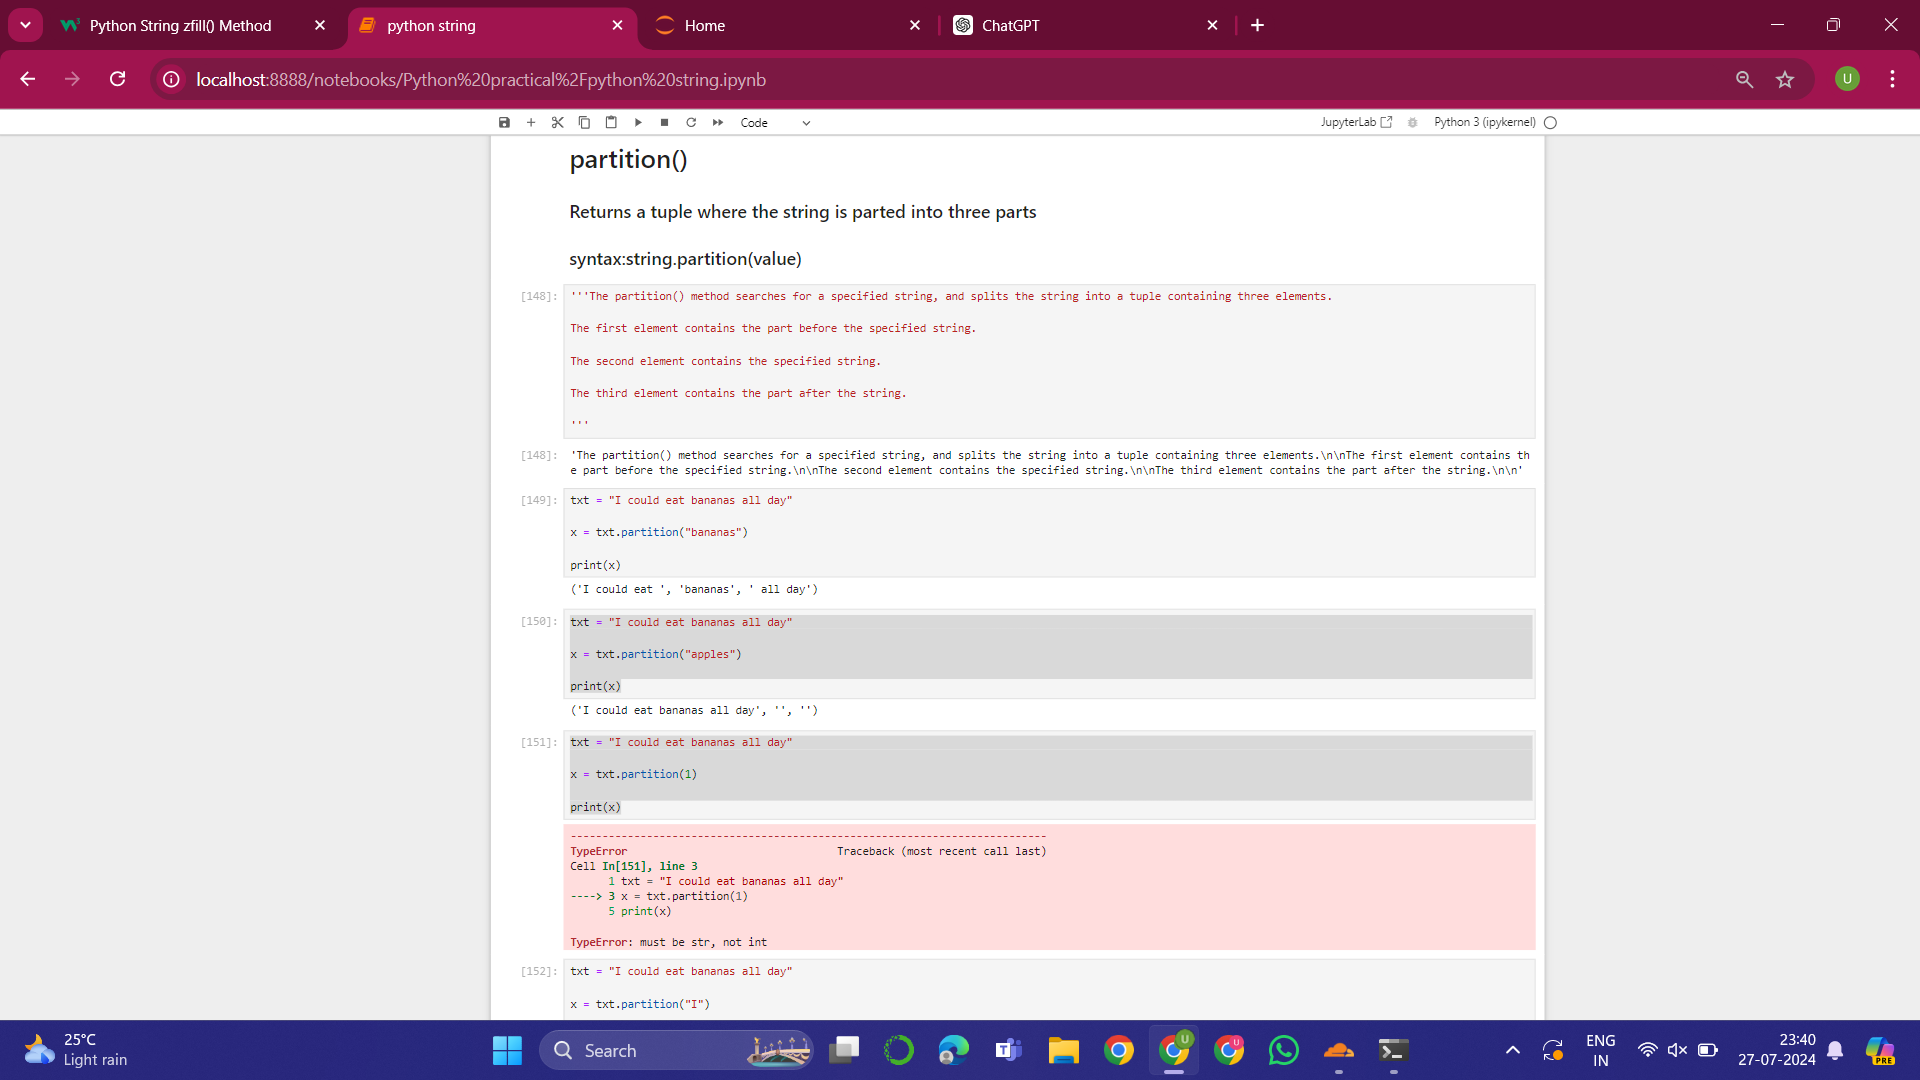 Python String zfill() Method
python string
Home
ChatGPT
localhost:8888/notebooks/Python%20practical%2Fpython%20string.ipynb
U
Code
JupyterLab
Python 3 (ipykernel)
partition()
Returns a tuple where the string is parted into three parts
syntax:string.partition(value)
[148]: '''The partition() method searches for a specified string, and splits the string into a tuple containing three elements.
The first element contains the part before the specified string.
The second element contains the specified string.
The third element contains the part after the string.
'''
[148]: 'The partition() method searches for a specified string, and splits the string into a tuple containing three elements.\n\nThe first element contains th
e part before the specified string.\n\nThe second element contains the specified string.\n\nThe third element contains the part after the string.\n\n'
[149]: txt = "I could eat bananas all day"
x = txt.partition("bananas")
print(x)
('I could eat ', 'bananas', ' all day')
[150]: txt = "I could eat bananas all day"
x = txt.partition("apples")
print(x)
('I could eat bananas all day', '', '')
[151]: txt = "I could eat bananas all day"
x = txt.partition(1)
print(x)
---------------------------------------------------------------------------
TypeError                                 Traceback (most recent call last)
Cell In[151], line 3
1 txt = "I could eat bananas all day"
----> 3 x = txt.partition(1)
5 print(x)
TypeError: must be str, not int
[152]: txt = "I could eat bananas all day"
x = txt.partition("I")
25°C
Light rain
Search
ENG
IN
23:40
27-07-2024
PRE